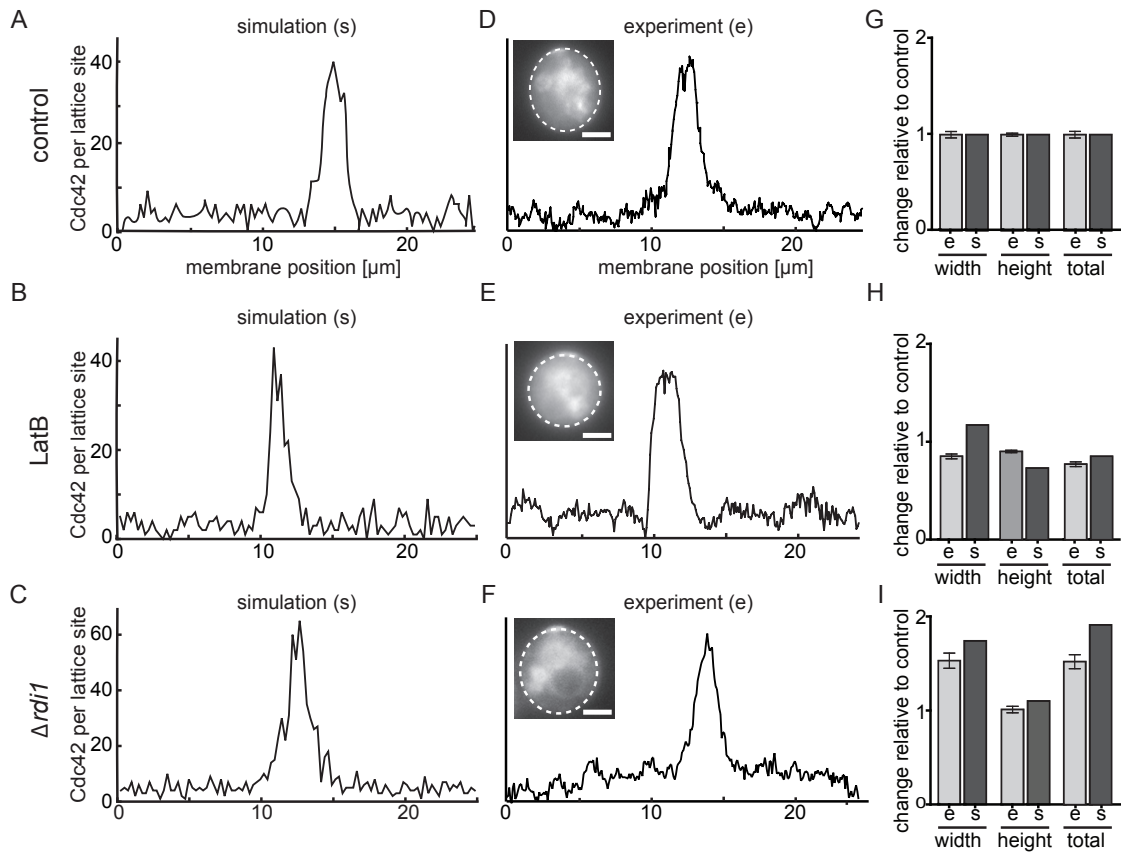 A
simulation (s)
control
Cdc42 per lattice site
40
20
0
0 10 20
membrane position [µm]
D
experiment (e)
0 10 20
membrane position [µm]
G
change relative to control
2
1
0
e s e s e s
width height total
B
simulation (s)
LatB
Cdc42 per lattice site
40
20
0
0 10 20
E
experiment (e)
0 10 20
H
change relative to control
2
1
0
e s e s e s
width height total
C
simulation (s)
Δrdi1
Cdc42 per lattice site
60
40
20
0
0 10 20
F
experiment (e)
0 10 20
I
change relative to control
2
1
0
e s e s e s
width height total